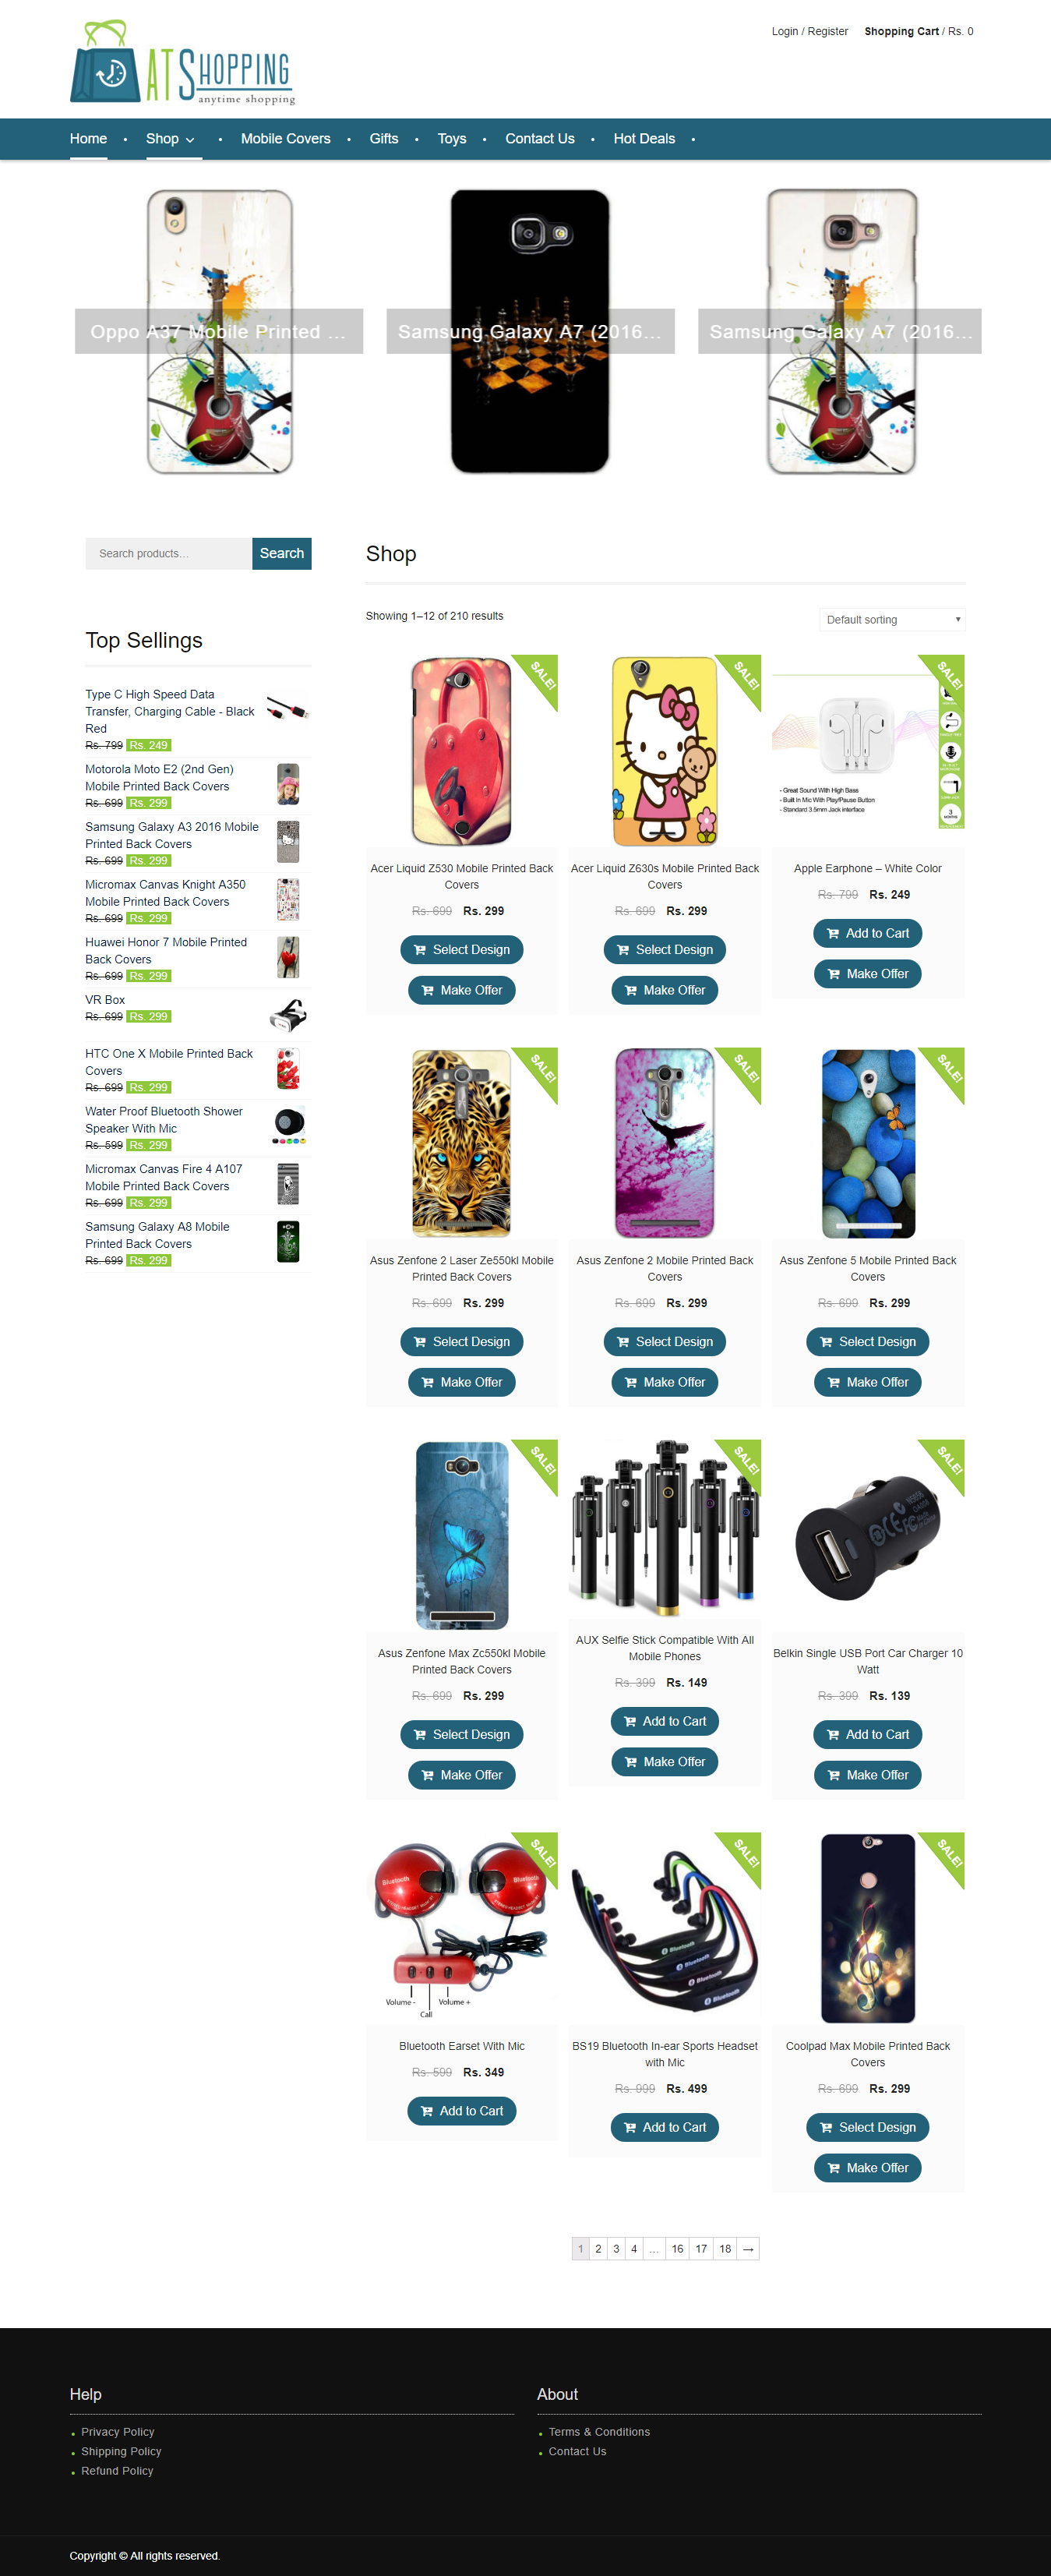 Login / Register Shopping Cart / Rs. 0
ATSHOPPING
anytime shopping
Home Shop Mobile Covers Gifts Toys Contact Us Hot Deals
Oppo A37 Mobile Printed ...
Samsung Galaxy A7 (2016...
Samsung Galaxy A7 (2016...
Search products...
Search
Top Sellings
Type C High Speed Data
Transfer, Charging Cable - Black
Red
Rs. 799 Rs. 249
Motorola Moto E2 (2nd Gen)
Mobile Printed Back Covers
Rs. 699 Rs. 299
Samsung Galaxy A3 2016 Mobile
Printed Back Covers
Rs. 699 Rs. 299
Micromax Canvas Knight A350
Mobile Printed Back Covers
Rs. 699 Rs. 299
Huawei Honor 7 Mobile Printed
Back Covers
Rs. 699 Rs. 299
VR Box
Rs. 699 Rs. 299
HTC One X Mobile Printed Back
Covers
Rs. 699 Rs. 299
Water Proof Bluetooth Shower
Speaker With Mic
Rs. 599 Rs. 299
Micromax Canvas Fire 4 A107
Mobile Printed Back Covers
Rs. 699 Rs. 299
Samsung Galaxy A8 Mobile
Printed Back Covers
Rs. 699 Rs. 299
Shop
Showing 1–12 of 210 results
Default sorting
SALE!
Acer Liquid Z530 Mobile Printed Back
Covers
Rs. 699 Rs. 299
Select Design
Make Offer
SALE!
Acer Liquid Z630s Mobile Printed Back
Covers
Rs. 699 Rs. 299
Select Design
Make Offer
SALE!
- Great Sound With High Bass
- Built In Mic With Play/Pause Button
- Standard 3.5mm Jack interface
3
MONTHS
Apple Earphone – White Color
Rs. 799 Rs. 249
Add to Cart
Make Offer
SALE!
Asus Zenfone 2 Laser Ze550kl Mobile
Printed Back Covers
Rs. 699 Rs. 299
Select Design
Make Offer
SALE!
Asus Zenfone 2 Mobile Printed Back
Covers
Rs. 699 Rs. 299
Select Design
Make Offer
SALE!
Asus Zenfone 5 Mobile Printed Back
Covers
Rs. 699 Rs. 299
Select Design
Make Offer
SALE!
Asus Zenfone Max Zc550kl Mobile
Printed Back Covers
Rs. 699 Rs. 299
Select Design
Make Offer
SALE!
AUX Selfie Stick Compatible With All
Mobile Phones
Rs. 399 Rs. 149
Add to Cart
Make Offer
SALE!
Belkin Single USB Port Car Charger 10
Watt
Rs. 399 Rs. 139
Add to Cart
Make Offer
SALE!
Bluetooth
Bluetooth
Volume -
Call
Volume +
Bluetooth Earset With Mic
Rs. 599 Rs. 349
Add to Cart
SALE!
Bluetooth
Bluetooth
Bluetooth
Bluetooth
BS19 Bluetooth In-ear Sports Headset
with Mic
Rs. 999 Rs. 499
Add to Cart
SALE!
Coolpad Max Mobile Printed Back
Covers
Rs. 699 Rs. 299
Select Design
Make Offer
1 2 3 4 … 16 17 18 →
Help
Privacy Policy
Shipping Policy
Refund Policy
About
Terms & Conditions
Contact Us
Copyright © All rights reserved.